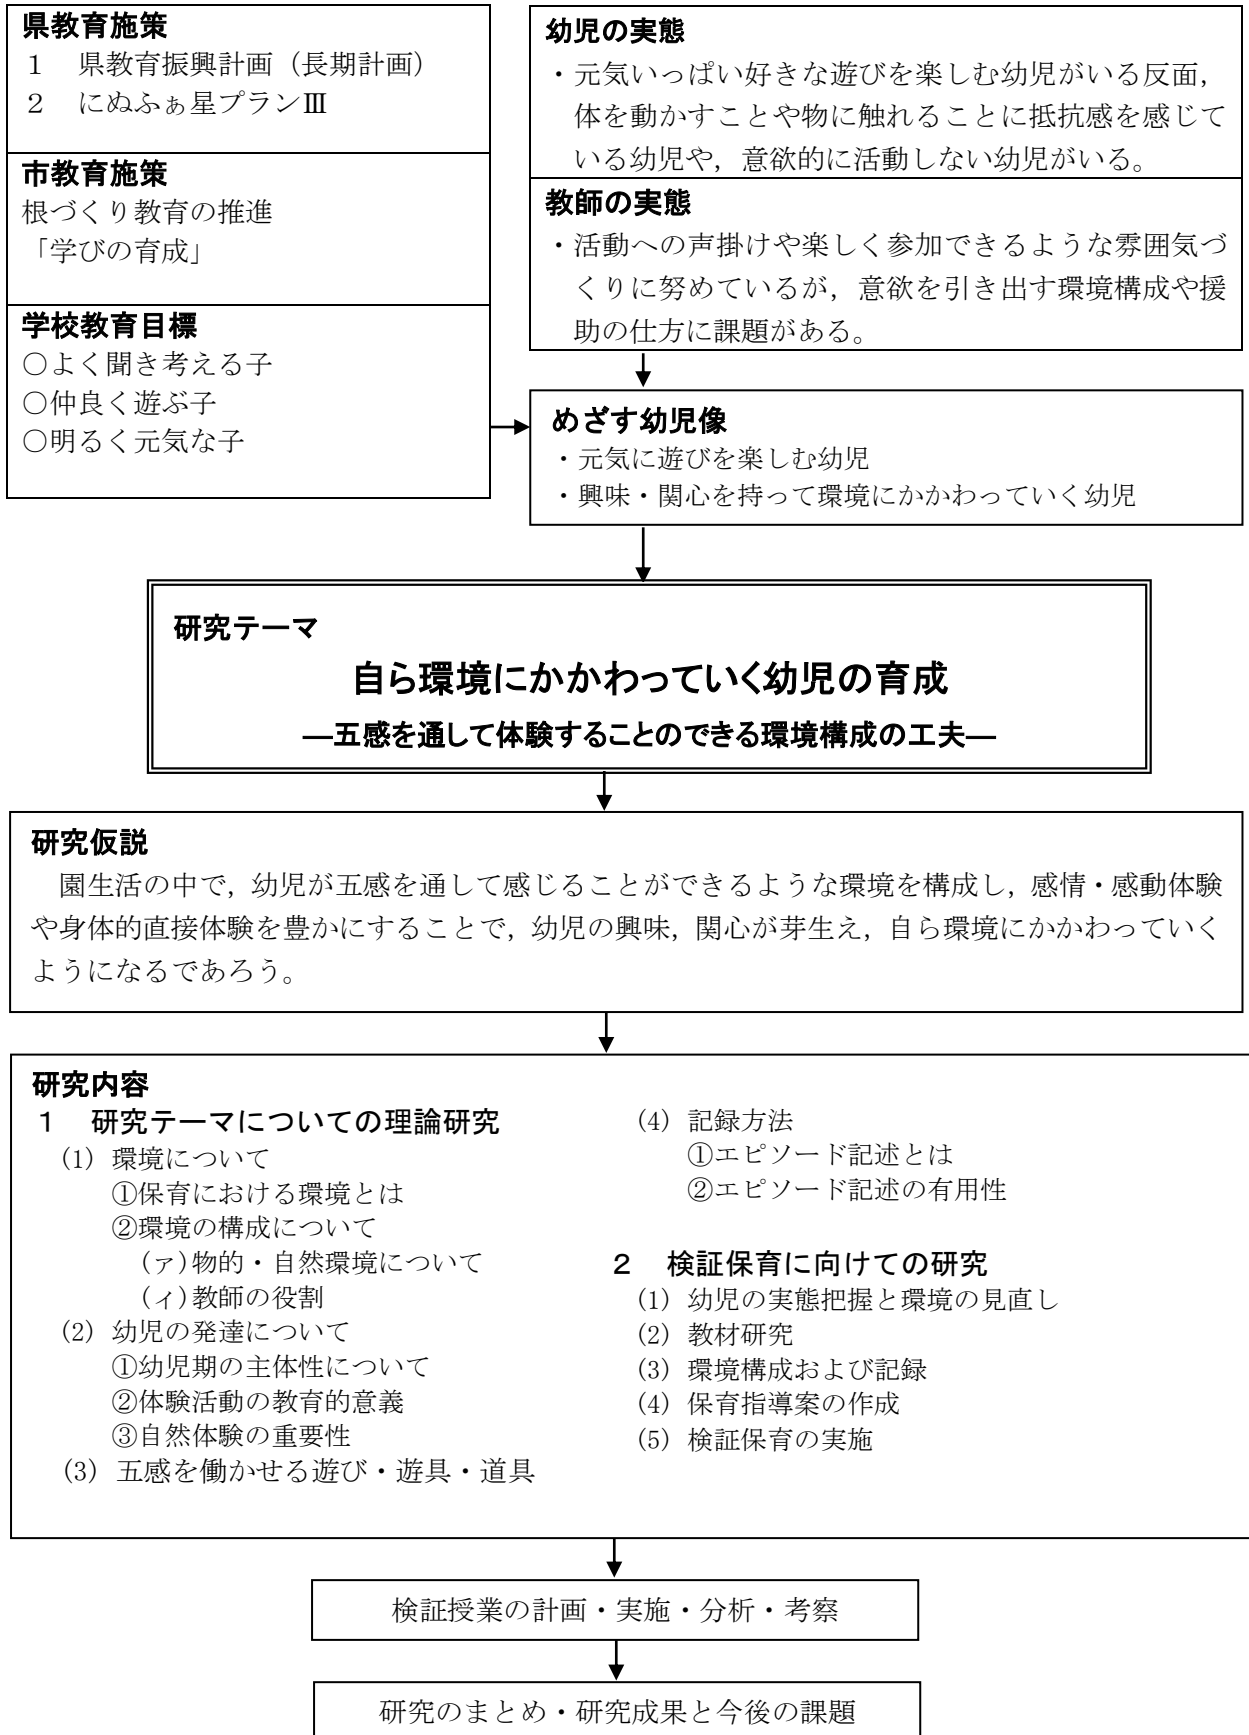 県教育施策
１　県教育振興計画（長期計画）
２　にぬふぁ星プランⅢ
市教育施策
根づくり教育の推進
「学びの育成」
学校教育目標
○よく聞き考える子
○仲良く遊ぶ子
○明るく元気な子
幼児の実態
・元気いっぱい好きな遊びを楽しむ幼児がいる反面，
体を動かすことや物に触れることに抵抗感を感じて
いる幼児や，意欲的に活動しない幼児がいる。
教師の実態
・活動への声掛けや楽しく参加できるような雰囲気づ
くりに努めているが，意欲を引き出す環境構成や援
助の仕方に課題がある。
めざす幼児像
・元気に遊びを楽しむ幼児
・興味・関心を持って環境にかかわっていく幼児
研究テーマ
自ら環境にかかわっていく幼児の育成
―五感を通して体験することのできる環境構成の工夫―
研究仮説
園生活の中で，幼児が五感を通して感じることができるような環境を構成し，感情・感動体験
や身体的直接体験を豊かにすることで，幼児の興味，関心が芽生え，自ら環境にかかわっていく
ようになるであろう。
研究内容
１　研究テーマについての理論研究
(1) 環境について
①保育における環境とは
②環境の構成について
(ァ)物的・自然環境について
(ィ)教師の役割
(2) 幼児の発達について
①幼児期の主体性について
②体験活動の教育的意義
③自然体験の重要性
(3) 五感を働かせる遊び・遊具・道具
(4) 記録方法
①エピソード記述とは
②エピソード記述の有用性
２　検証保育に向けての研究
(1) 幼児の実態把握と環境の見直し
(2) 教材研究
(3) 環境構成および記録
(4) 保育指導案の作成
(5) 検証保育の実施
検証授業の計画・実施・分析・考察
研究のまとめ・研究成果と今後の課題